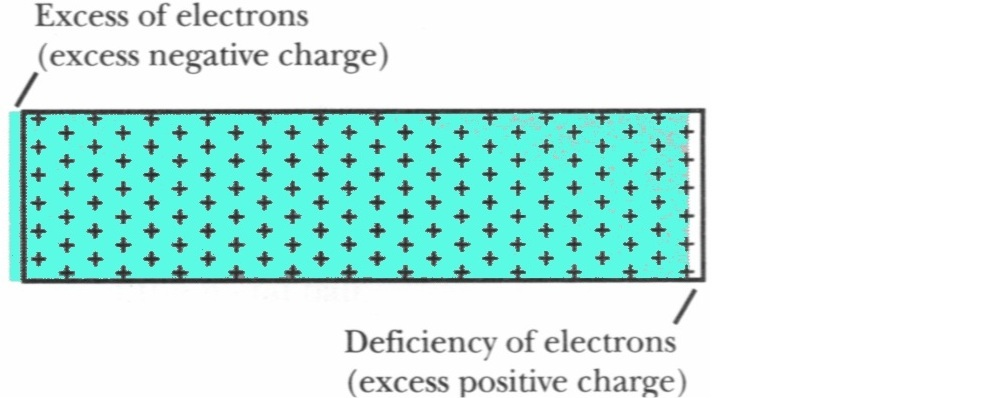 Excess of electrons
(excess negative charge)
Deficiency of electrons
(excess positive charge)